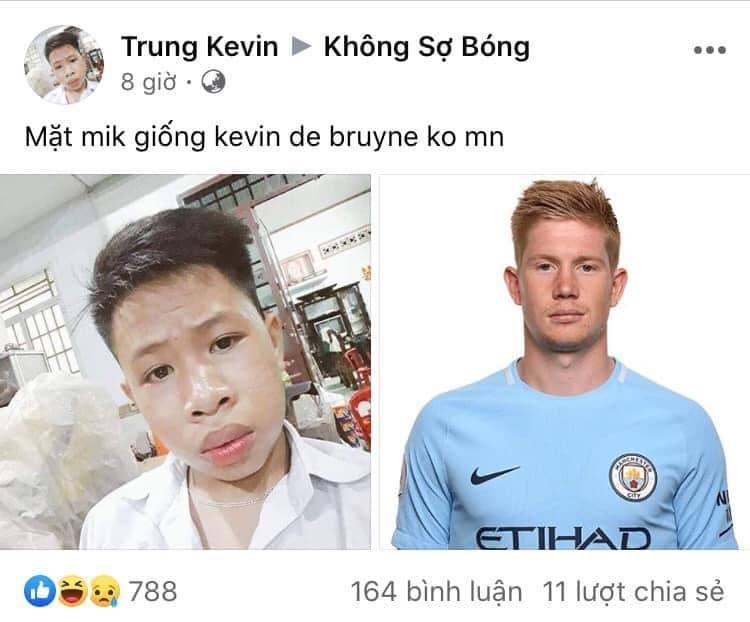 Trung Kevin ▶ Không Sợ Bóng
8 giờ ·
Mặt mik giống kevin de bruyne ko mn
MANCHESTER
CITY
ETIHAD
788
164 bình luận 11 lượt chia sẻ